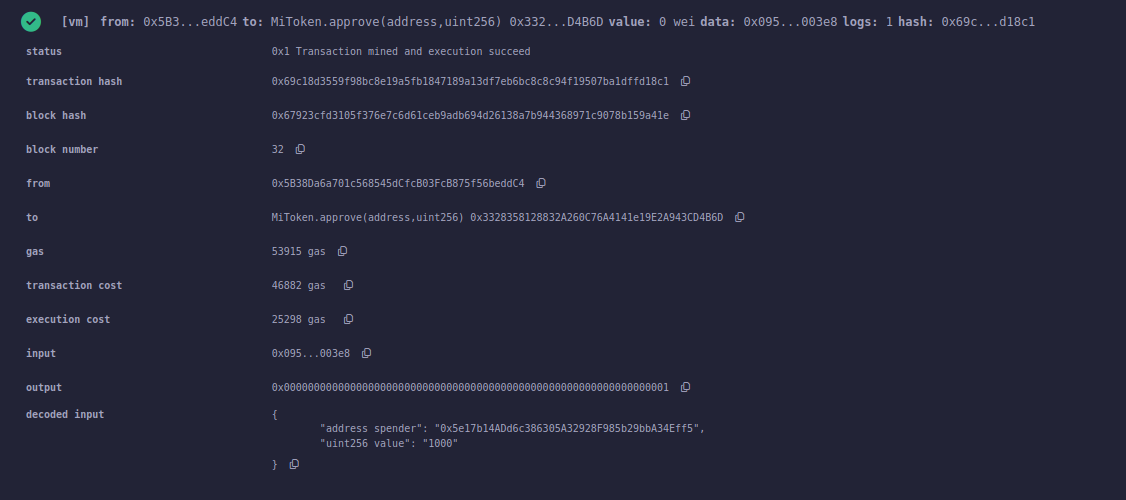 [vm] from: 0x5B3...eddC4 to: MiToken.approve(address,uint256) 0x332...D4B6D value: 0 wei data: 0x095...003e8 logs: 1 hash: 0x69c...d18c1
status 0x1 Transaction mined and execution succeed
transaction hash 0x69c18d3559f98bc8e19a5fb1847189a13df7eb6bc8c8c94f19507ba1dffd18c1
block hash 0x67923cfd3105f376e7c6d61ceb9adb694d26138a7b944368971c9078b159a41e
block number 32
from 0x5B38Da6a701c568545dCfcB03FcB875f56beddC4
to MiToken.approve(address,uint256) 0x3328358128832A260C76A4141e19E2A943CD4B6D
gas 53915 gas
transaction cost 46882 gas
execution cost 25298 gas
input 0x095...003e8
output 0x0000000000000000000000000000000000000000000000000000000000000001
decoded input {
"address spender": "0x5e17b14ADd6c386305A32928F985b29bbA34Eff5",
"uint256 value": "1000"
}